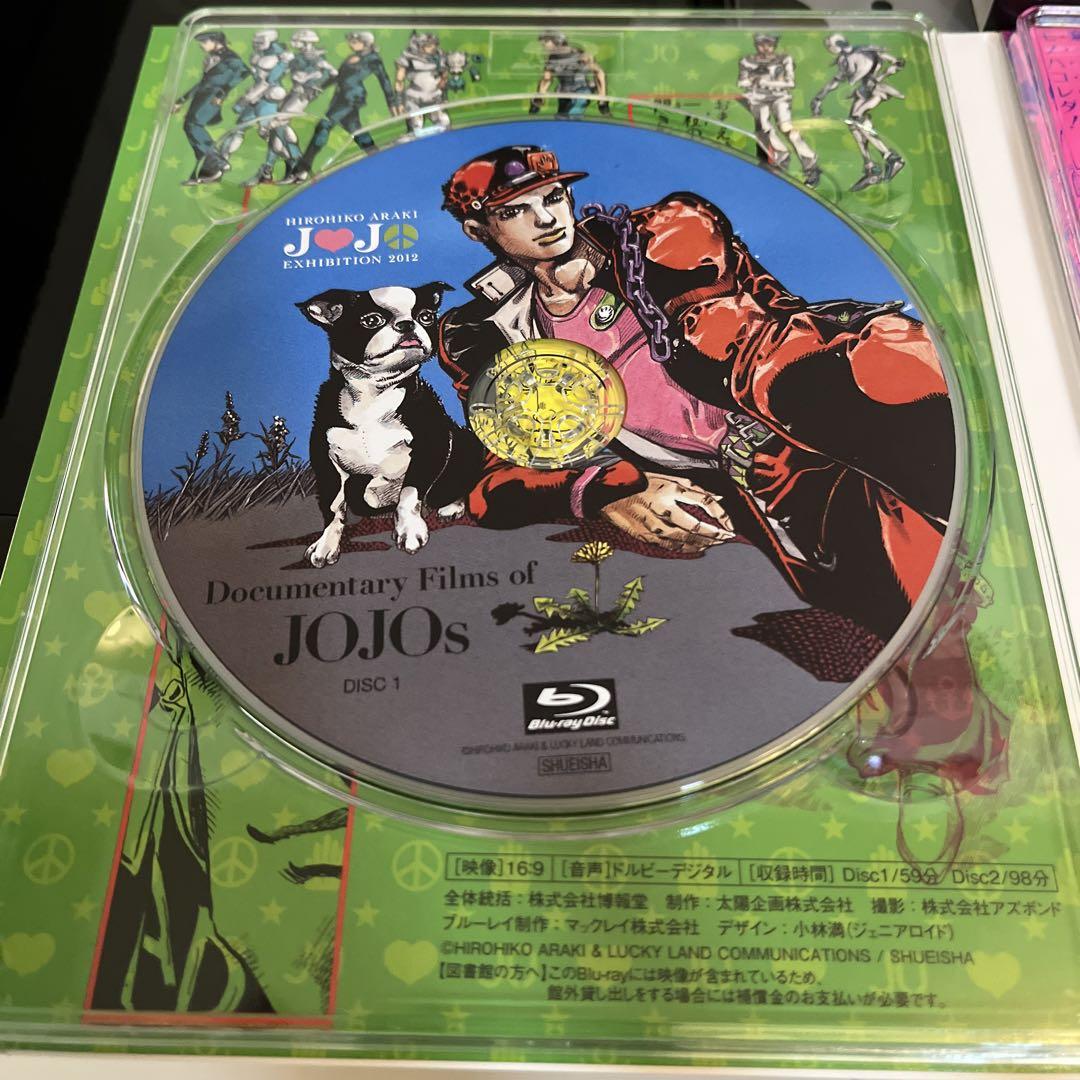 JO
HIROHIKO ARAKI
JOJO
EXHIBITION 2012
Documentary Films of
JOJOs
DISC 1
Blu-ray Disc
©HIROHIKO ARAKI & LUCKY LAND COMMUNICATIONS
SHUEISHA
[映像]16:9 [音声]ドルビーデジタル [収録時間] Disc1/59分 Disc2/98分
全体統括：株式会社博報堂 制作：太陽企画株式会社 撮影：株式会社アズボンド
ブルーレイ制作：マックレイ株式会社 デザイン：小林満(ジェニアロイド)
©HIROHIKO ARAKI & LUCKY LAND COMMUNICATIONS / SHUEISHA
【図書館の方へ】このBlu-rayには映像が含まれているため、
館外貸し出しをする場合には補償金のお支払いが必要です。